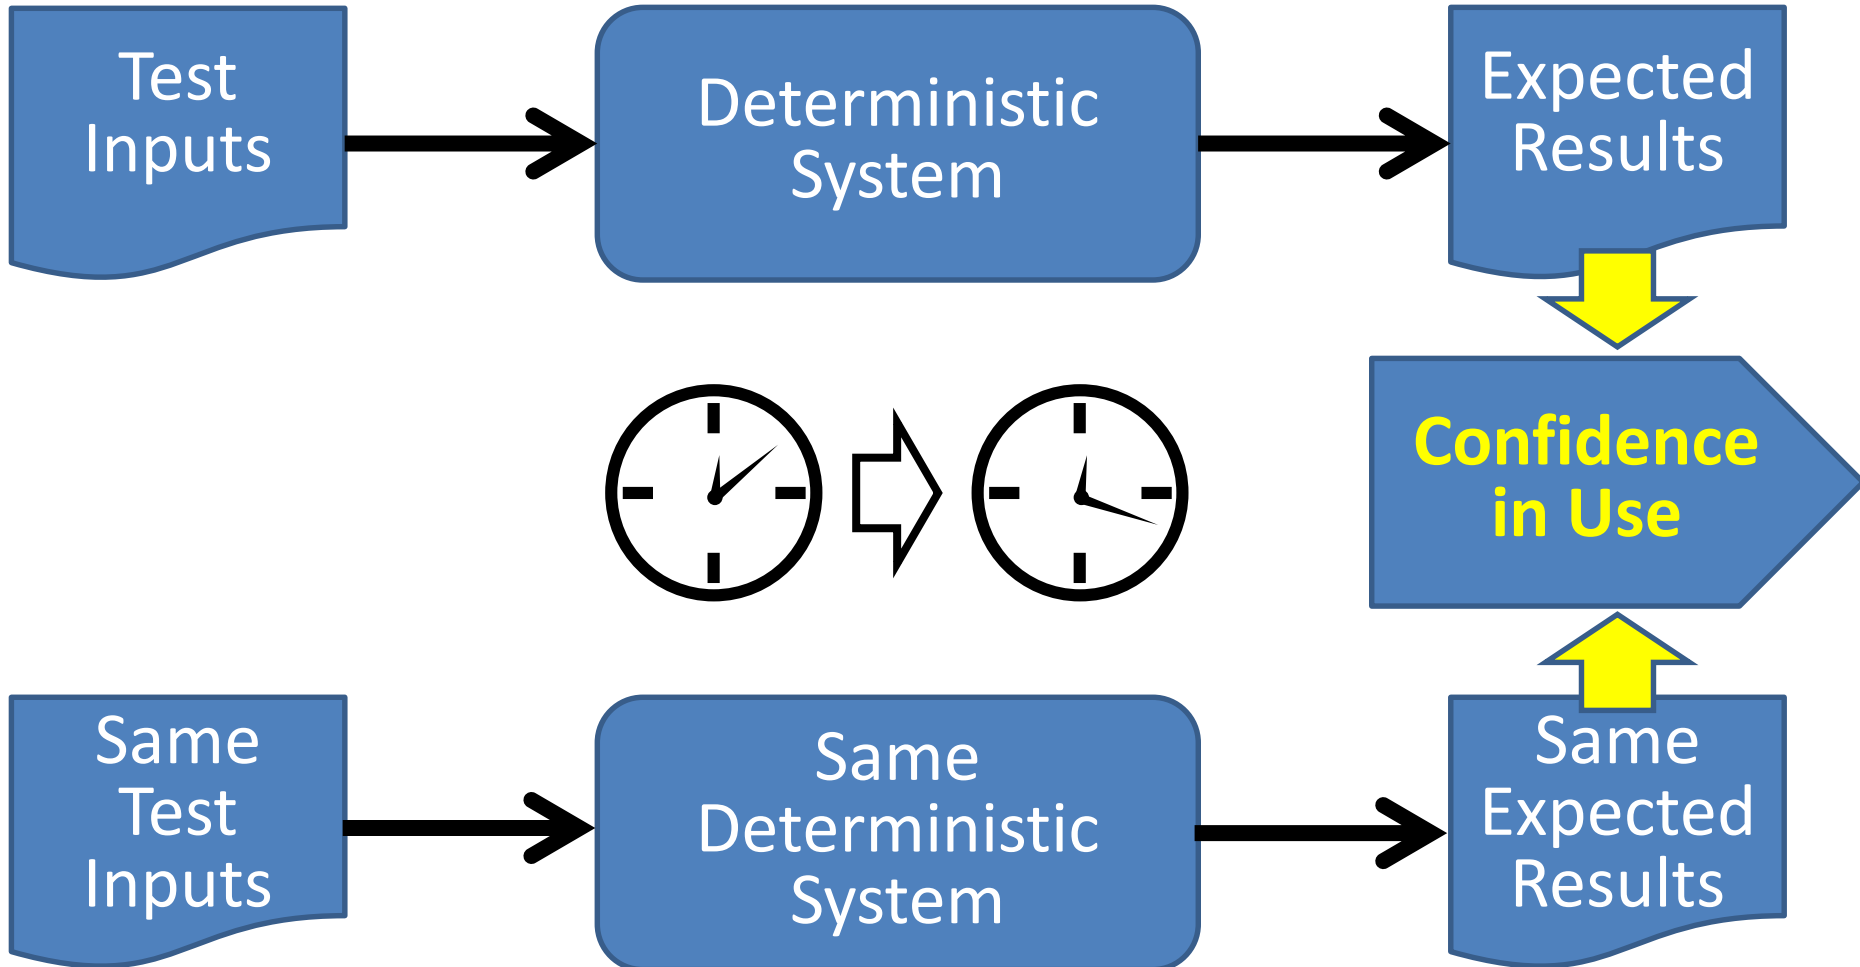 Test
Inputs
Deterministic
System
Expected
Results
Confidence
in Use
Same
Test
Inputs
Same
Deterministic
System
Same
Expected
Results